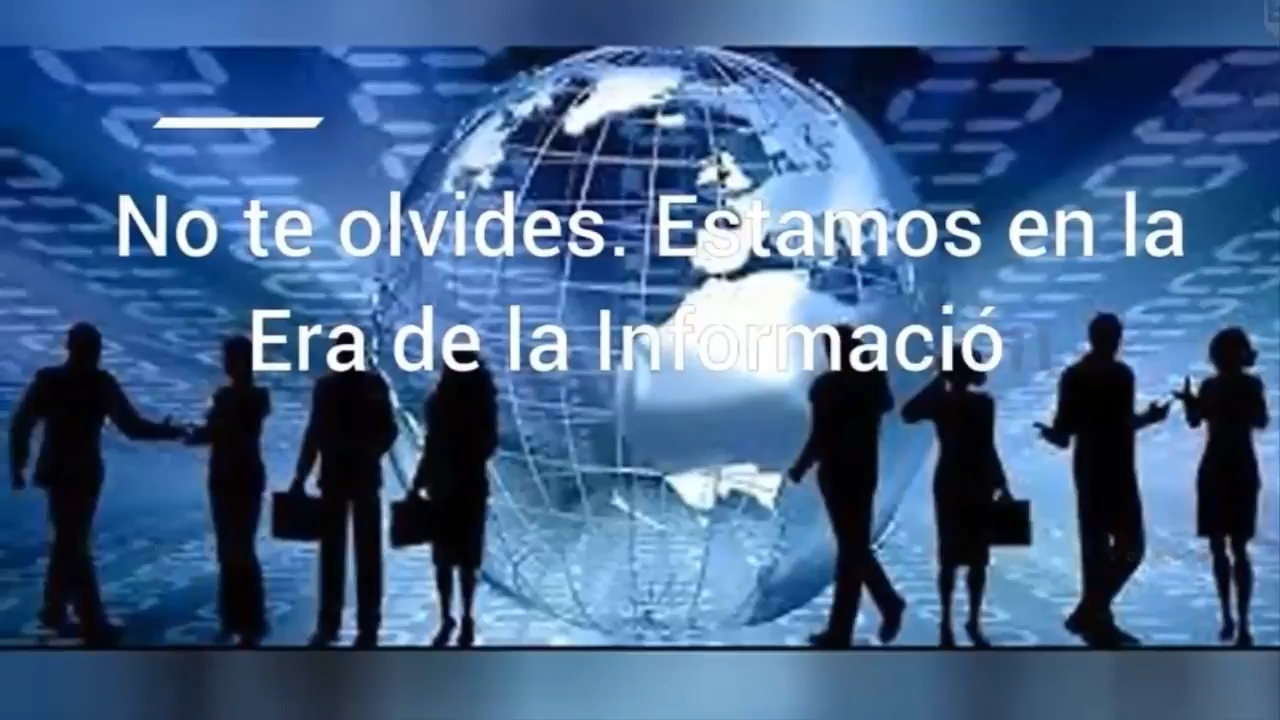 No te olvides. Estamos en la
Era de la Informació